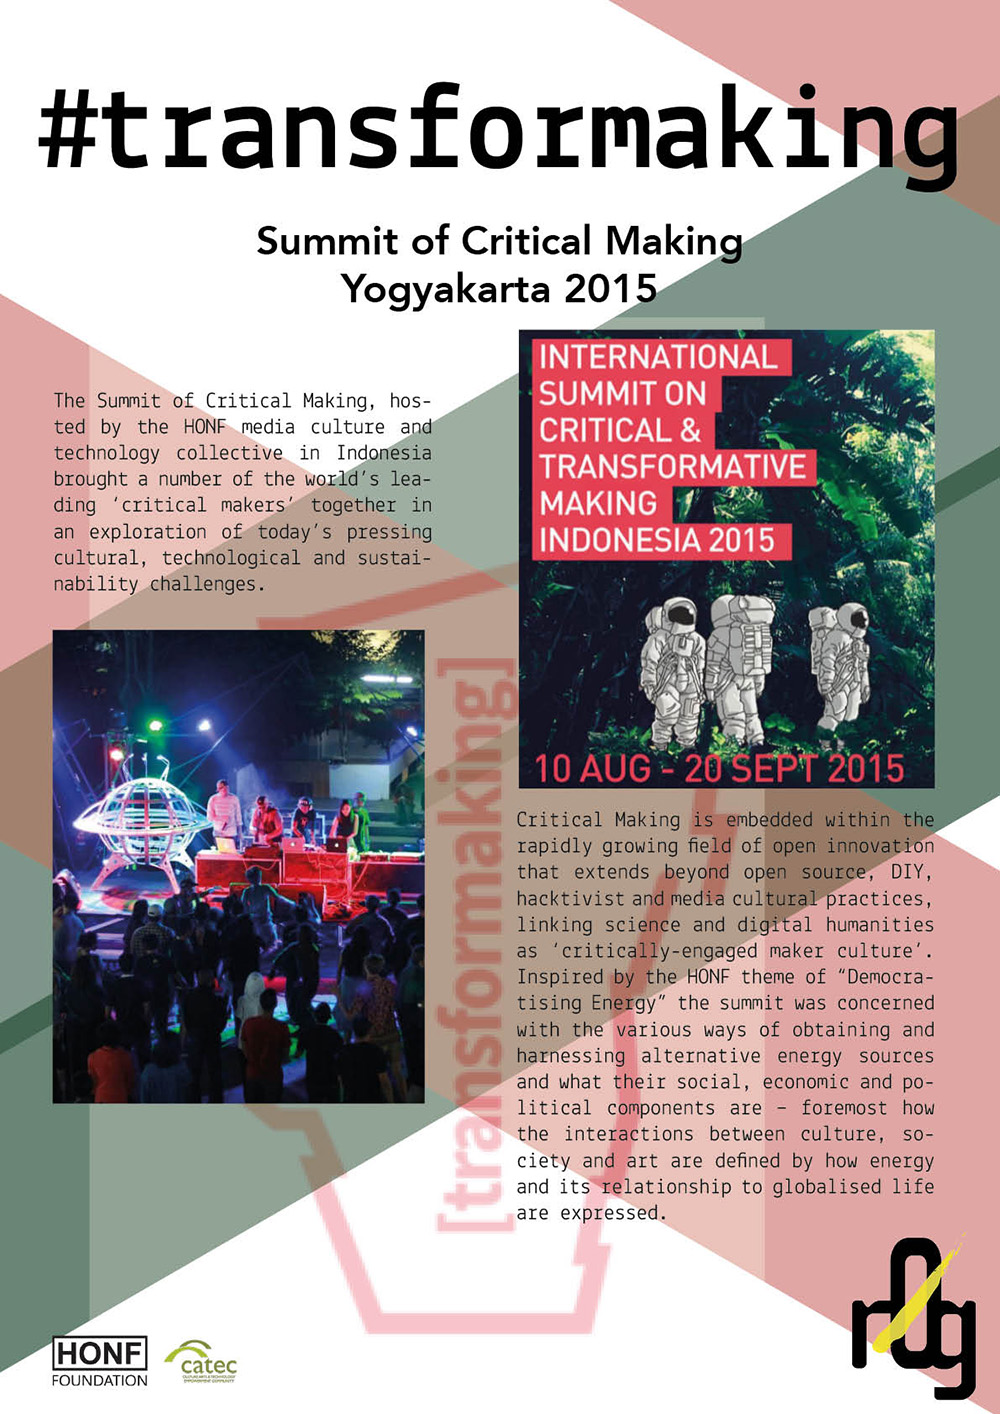 #transformaking
Summit of Critical Making
Yogyakarta 2015
The Summit of Critical Making, hos-
ted by the HONF media culture and
technology collective in Indonesia
brought a number of the world's lea-
ding 'critical makers' together in
an exploration of today's pressing
cultural, technological and sustai-
nability challenges.
INTERNATIONAL
SUMMIT ON
CRITICAL &
TRANSFORMATIVE
MAKING
INDONESIA 2015
10 AUG - 20 SEPT 2015
Critical Making is embedded within the
rapidly growing field of open innovation
that extends beyond open source, DIY,
hacktivist and media cultural practices,
linking science and digital humanities
as 'critically-engaged maker culture'.
Inspired by the HONF theme of "Democra-
tising Energy" the summit was concerned
with the various ways of obtaining and
harnessing alternative energy sources
and what their social, economic and po-
litical components are – foremost how
the interactions between culture, so-
ciety and art are defined by how energy
and its relationship to globalised life
are expressed.
[transformaking]
HONF
FOUNDATION
catec